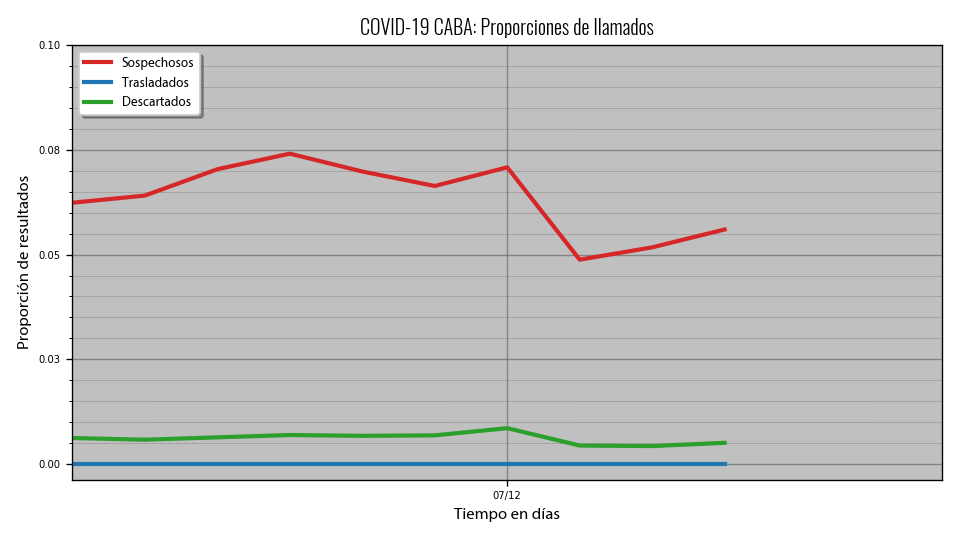 COVID-19 CABA: Proporciones de llamados
Sospechosos
Trasladados
Descartados
Proporción de resultados
0.10
0.08
0.05
0.03
0.00
07/12
Tiempo en días